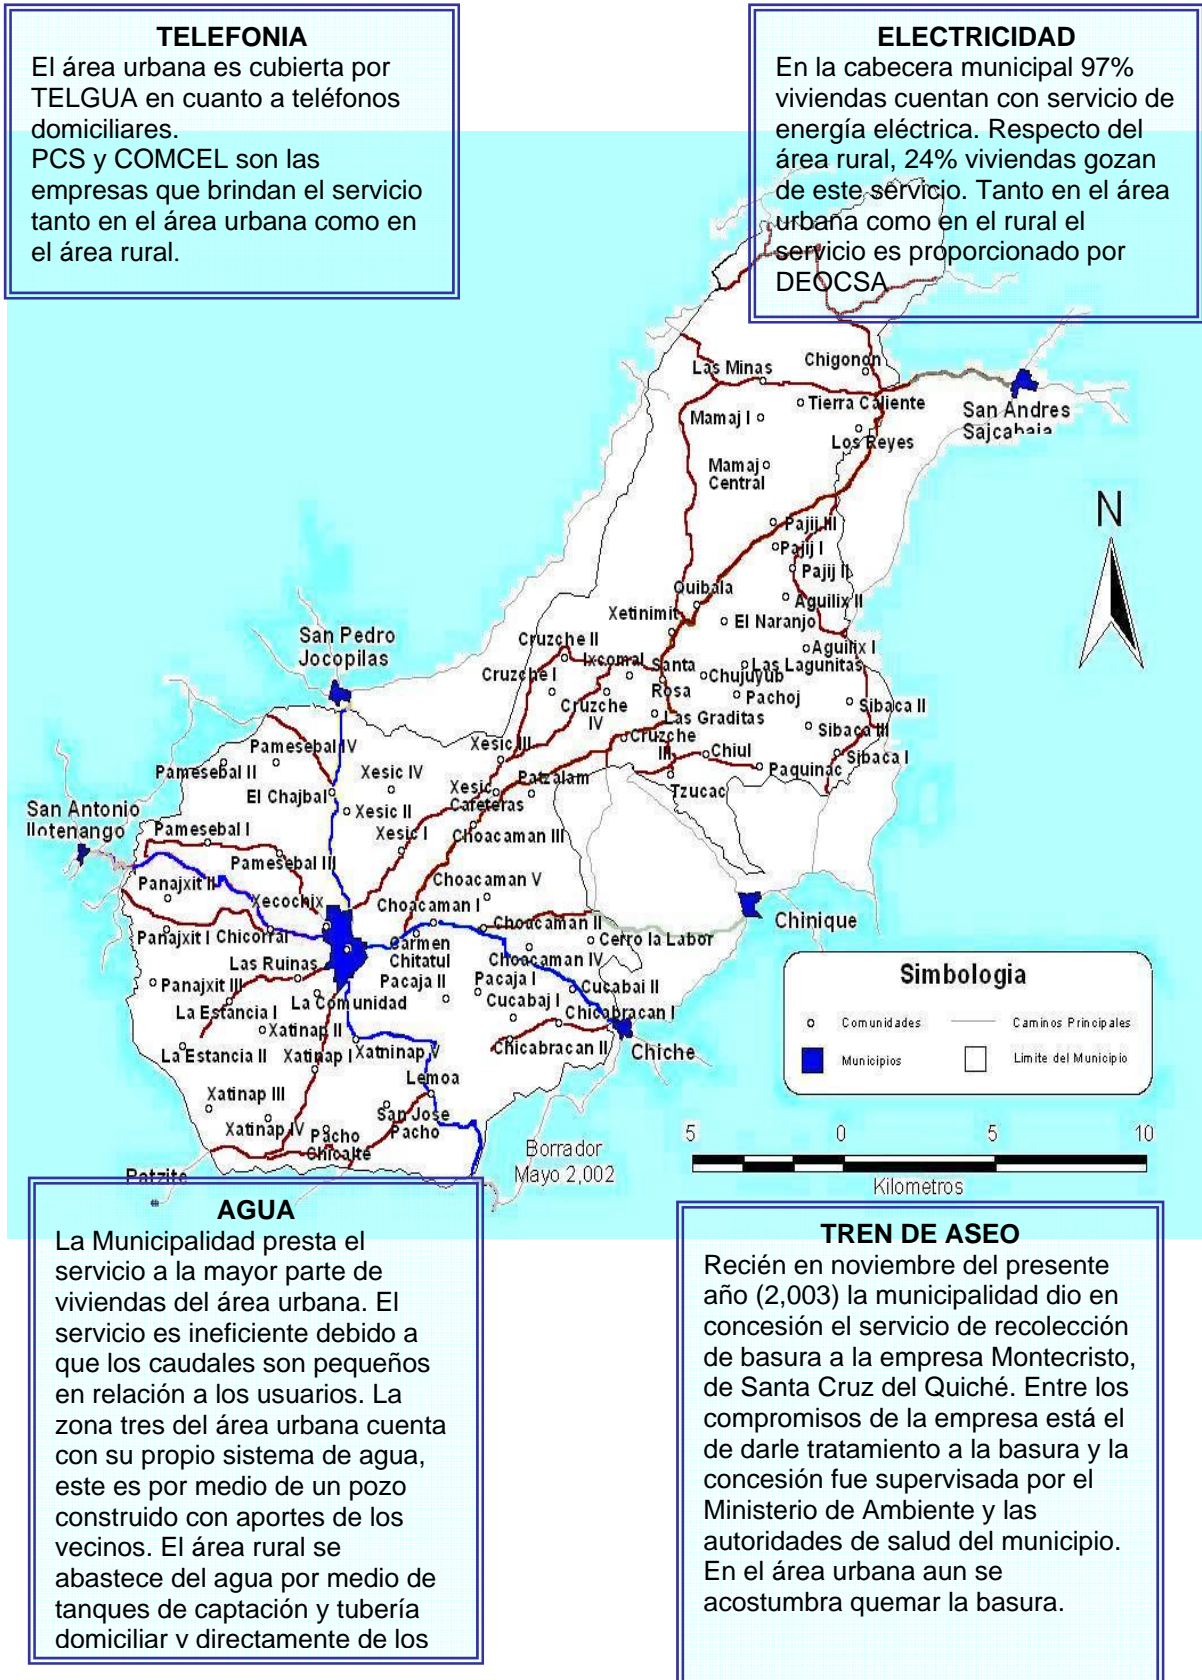 TELEFONIA
El área urbana es cubierta por
TELGUA en cuanto a teléfonos
domiciliares.
PCS y COMCEL son las
empresas que brindan el servicio
tanto en el área urbana como en
el área rural.
ELECTRICIDAD
En la cabecera municipal 97%
viviendas cuentan con servicio de
energía eléctrica. Respecto del
área rural, 24% viviendas gozan
de este servicio. Tanto en el área
urbana como en el rural el
servicio es proporcionado por
DEOCSA
Las Minas
Chigonon
Tierra Caliente
San Andres
Sajcabaja
Mamaj I
Los Reyes
Mamaj
Central
N
Pajij III
Pajij I
Pajij II
Quibala
Aguilix II
Xetinimit
El Naranjo
San Pedro
Jocopilas
Cruzche II
Aguilix I
Ixcomal
Santa
Rosa
Las Lagunitas
Cruzche I
Chujuyub
Pachoj
Cruzche
IV
Sibaca II
Las Graditas
Sibaca III
Pamesebal IV
Xesic III
Cruzche
III
Chiul
Sibaca I
Pamesebal II
Xesic IV
Patzalam
Paquinac
El Chajbal
Xesic
Cafeteras
Tzucac
San Antonio
Ilotenango
Xesic II
Pamesebal I
Xesic I
Choacaman III
Pamesebal III
Panajxit II
Choacaman V
Xecochix
Choacaman I
Choacaman II
Chinique
Panajxit I
Chicorral
Carmen
Chitatul
Cerro la Labor
Choacaman IV
Las Ruinas
Panajxit III
Pacaja II
Pacaja I
Cucabai II
La Comunidad
Cucabaj I
La Estancia I
Chicabracan I
Xatinap II
La Estancia II
Xatinap I
Xatninap V
Chicabracan II
Chiche
Lemoa
Xatinap III
San Jose
Pacho
Xatinap IV
Pacho
Chicalte
Patzite
Borrador
Mayo 2,002
Simbologia
Comunidades
Caminos Principales
Municipios
Limite del Municipio
5 0 5 10
Kilometros
AGUA
La Municipalidad presta el
servicio a la mayor parte de
viviendas del área urbana. El
servicio es ineficiente debido a
que los caudales son pequeños
en relación a los usuarios. La
zona tres del área urbana cuenta
con su propio sistema de agua,
este es por medio de un pozo
construido con aportes de los
vecinos. El área rural se
abastece del agua por medio de
tanques de captación y tubería
domiciliar y directamente de los
TREN DE ASEO
Recién en noviembre del presente
año (2,003) la municipalidad dio en
concesión el servicio de recolección
de basura a la empresa Montecristo,
de Santa Cruz del Quiché. Entre los
compromisos de la empresa está el
de darle tratamiento a la basura y la
concesión fue supervisada por el
Ministerio de Ambiente y las
autoridades de salud del municipio.
En el área urbana aun se
acostumbra quemar la basura.